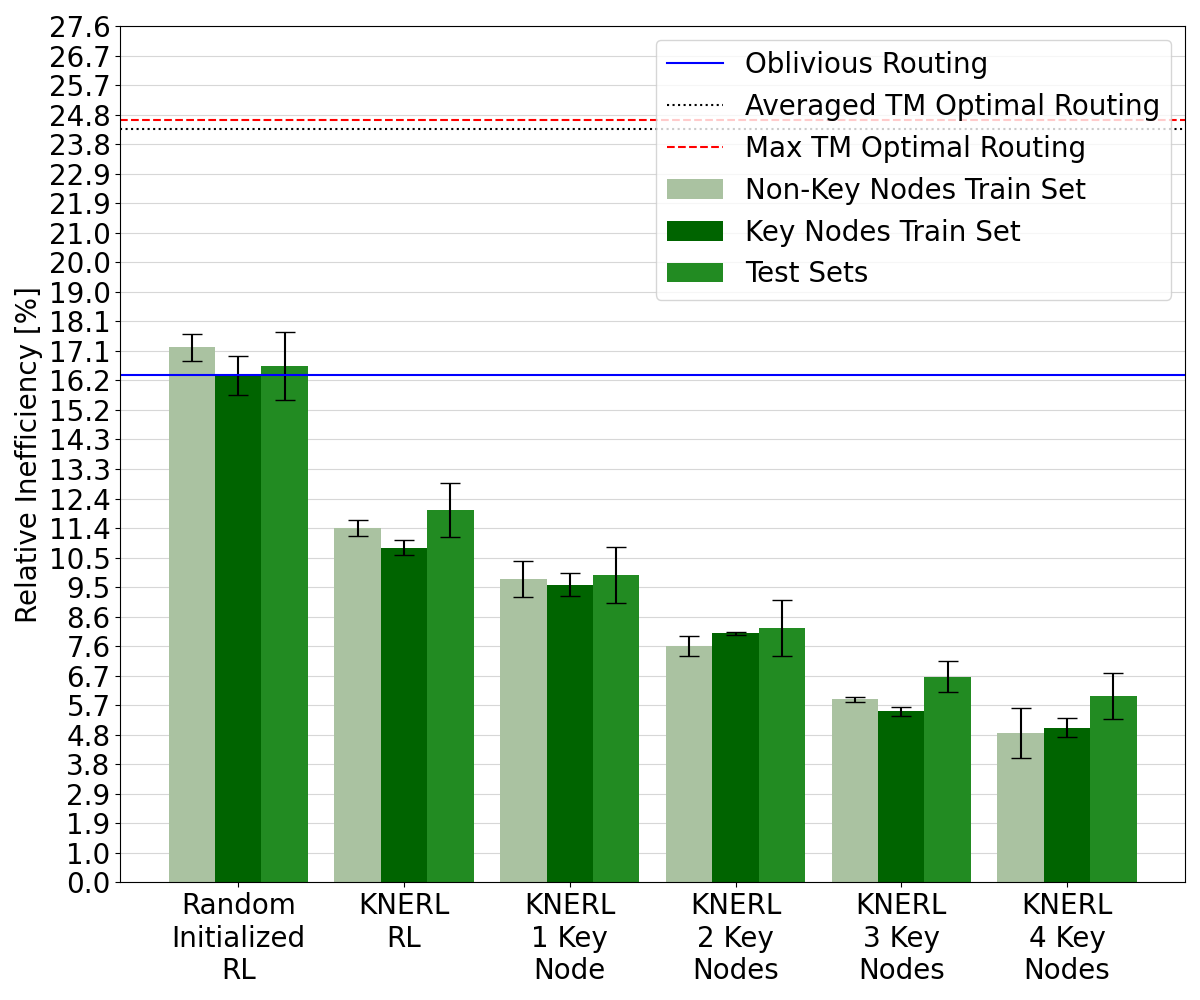 27.6
26.7
25.7
24.8
23.8
22.9
21.9
21.0
20.0
19.0
18.1
17.1
16.2
15.2
14.3
13.3
12.4
11.4
10.5
9.5
8.6
7.6
6.7
5.7
4.8
3.8
2.9
1.9
1.0
0.0
Relative Inefficiency [%]
Oblivious Routing
Averaged TM Optimal Routing
Max TM Optimal Routing
Non-Key Nodes Train Set
Key Nodes Train Set
Test Sets
Random
Initialized
RL
KNERL
RL
KNERL
1 Key
Node
KNERL
2 Key
Nodes
KNERL
3 Key
Nodes
KNERL
4 Key
Nodes